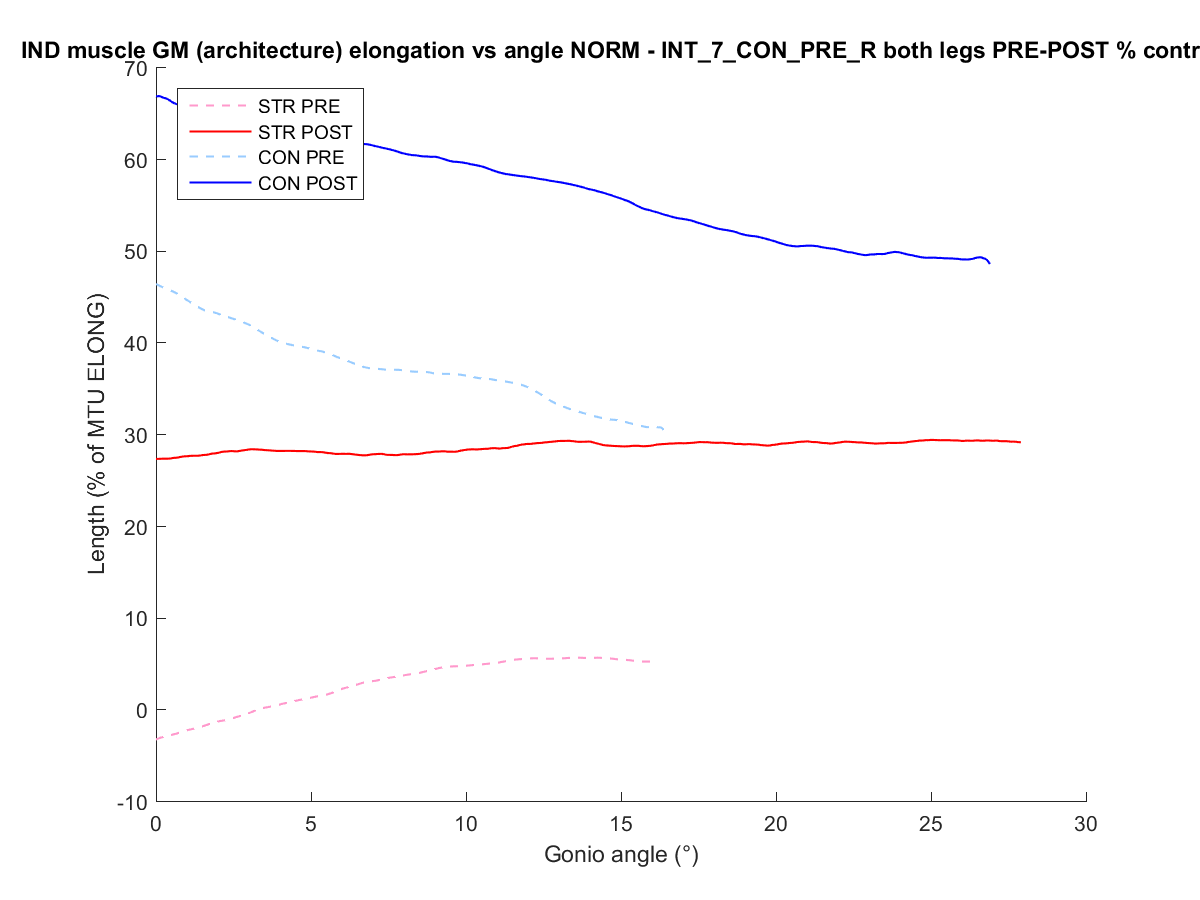 IND muscle GM (architecture) elongation vs angle NORM - INT_7_CON_PRE_R both legs PRE-POST % contr
70
60
50
40
30
20
10
0
-10
Length (% of MTU ELONG)
STR PRE
STR POST
CON PRE
CON POST
0 5 10 15 20 25 30
Gonio angle (°)